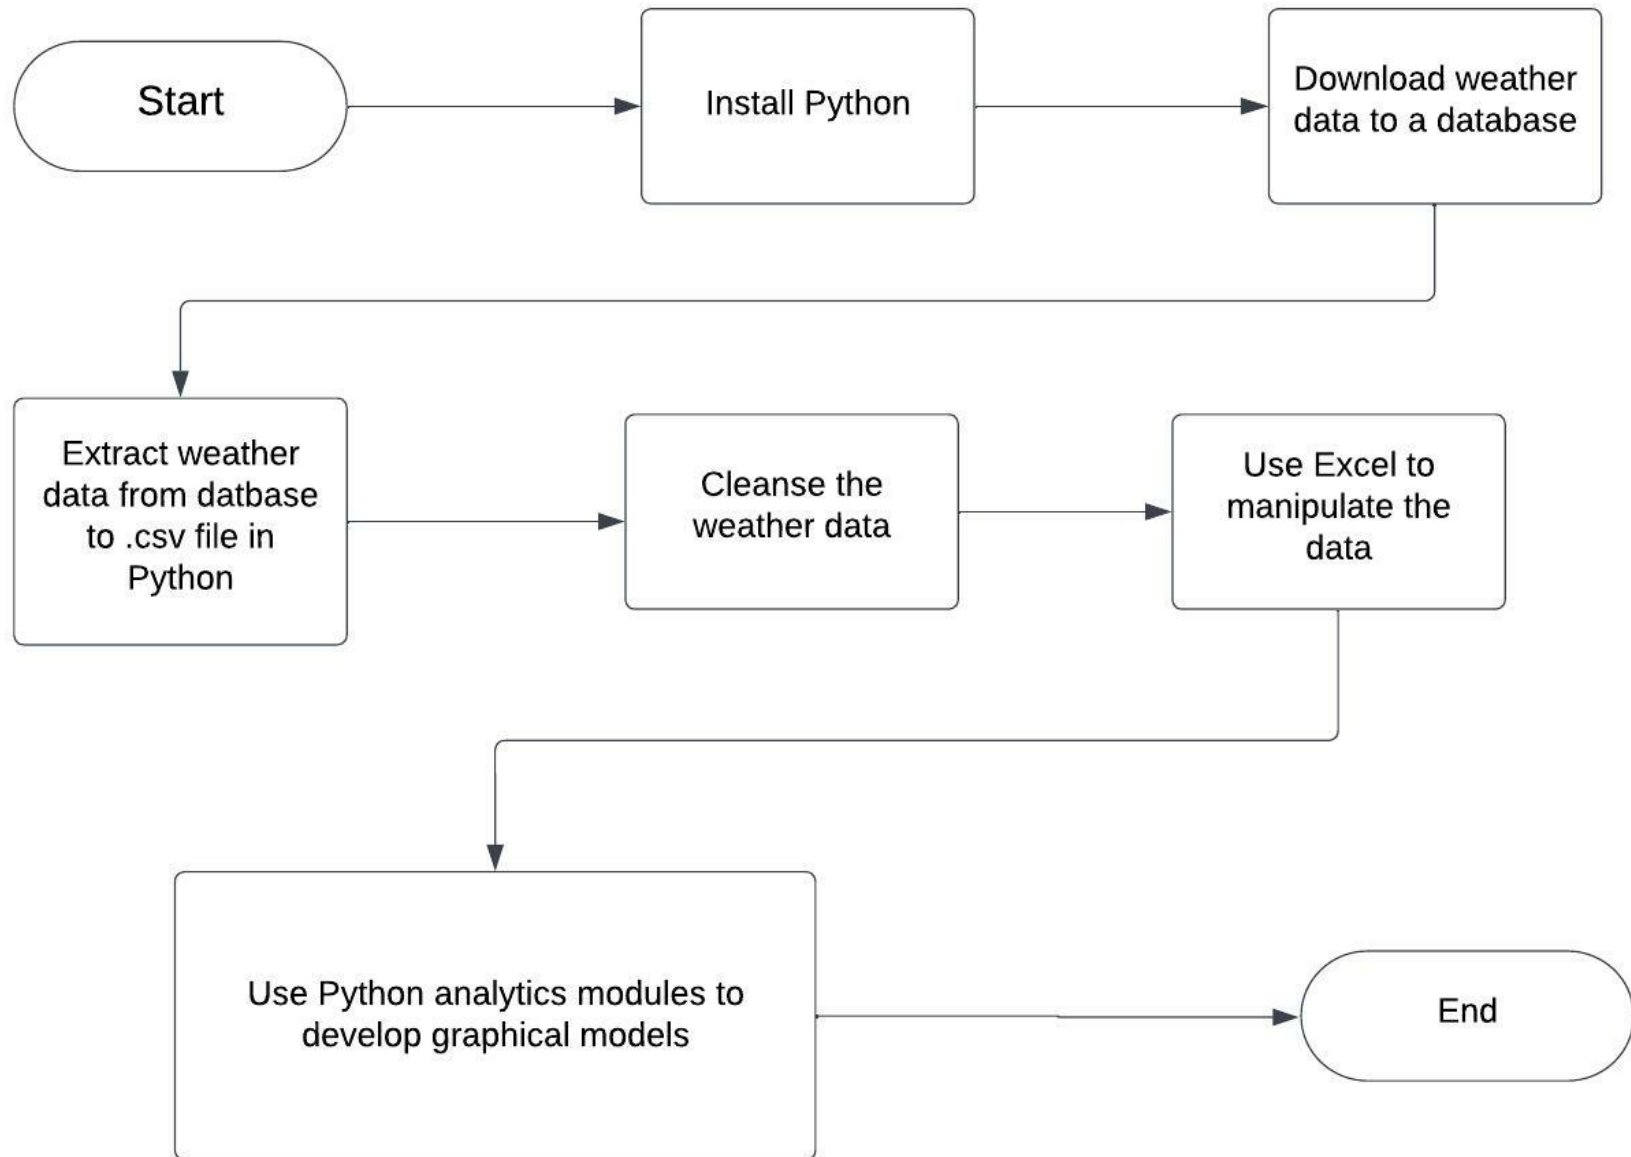 Start
Install Python
Download weather
data to a database
Extract weather
data from datbase
to .csv file in
Python
Cleanse the
weather data
Use Excel to
manipulate the
data
Use Python analytics modules to
develop graphical models
End